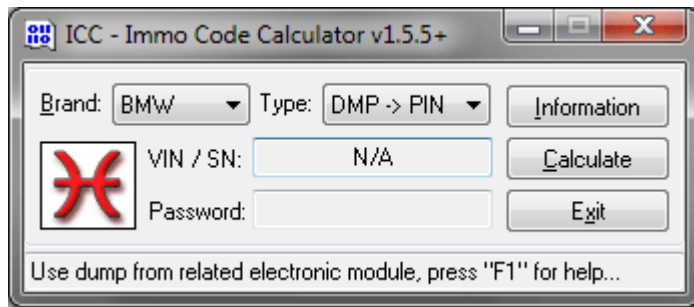 ICC - Immo Code Calculator v1.5.5+
Brand: BMW Type: DMP -> PIN Information
VIN / SN: N/A Calculate
Password: Exit
Use dump from related electronic module, press "F1" for help...